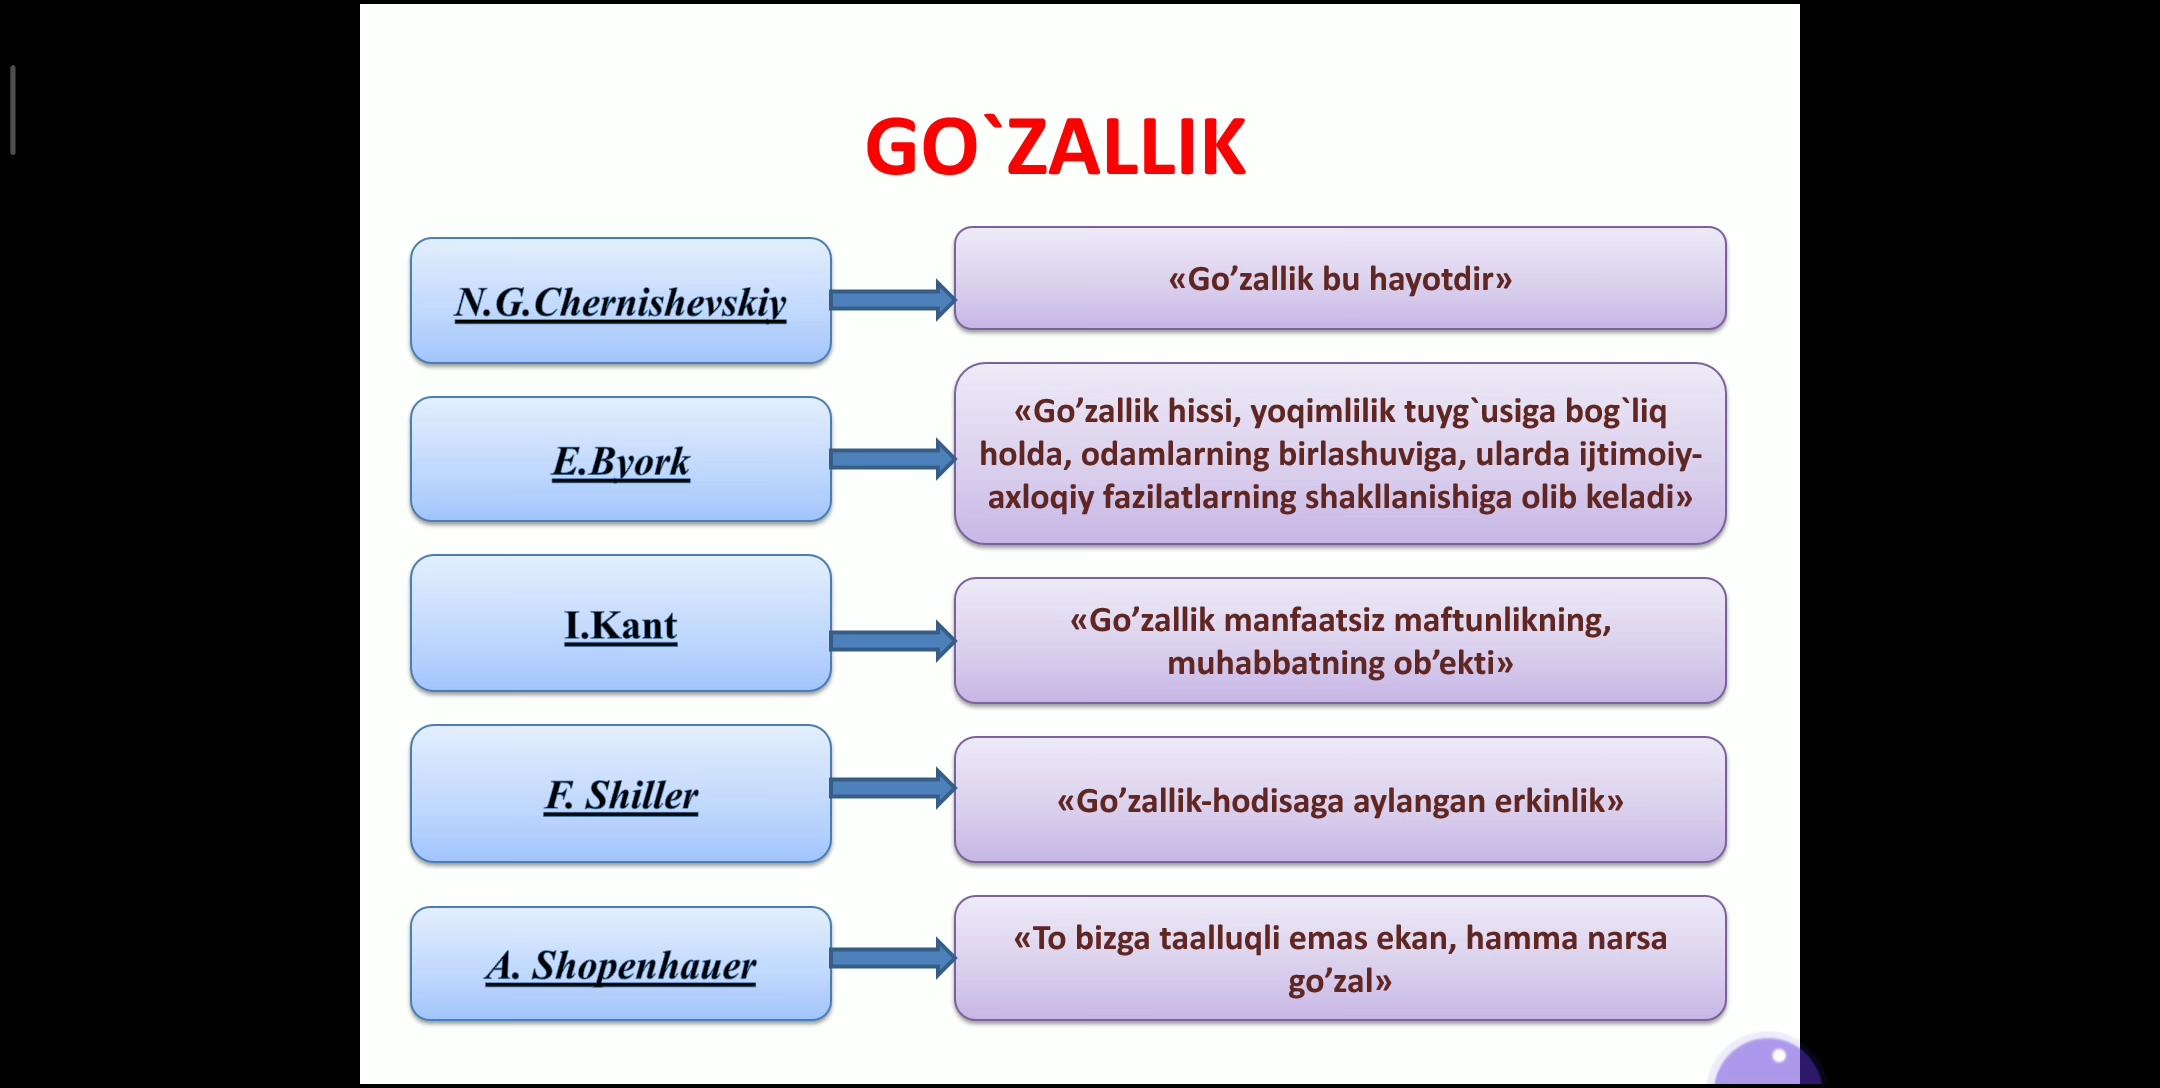 GO`ZALLIK
N.G.Chernishevskiy
«Go’zallik bu hayotdir»
E.Byork
«Go’zallik hissi, yoqimlilik tuyg`usiga bog`liq
holda, odamlarning birlashuviga, ularda ijtimoiy-
axloqiy fazilatlarning shakllanishiga olib keladi»
I.Kant
«Go’zallik manfaatsiz maftunlikning,
muhabbatning ob’ekti»
F. Shiller
«Go’zallik-hodisaga aylangan erkinlik»
A. Shopenhauer
«To bizga taalluqli emas ekan, hamma narsa
go’zal»